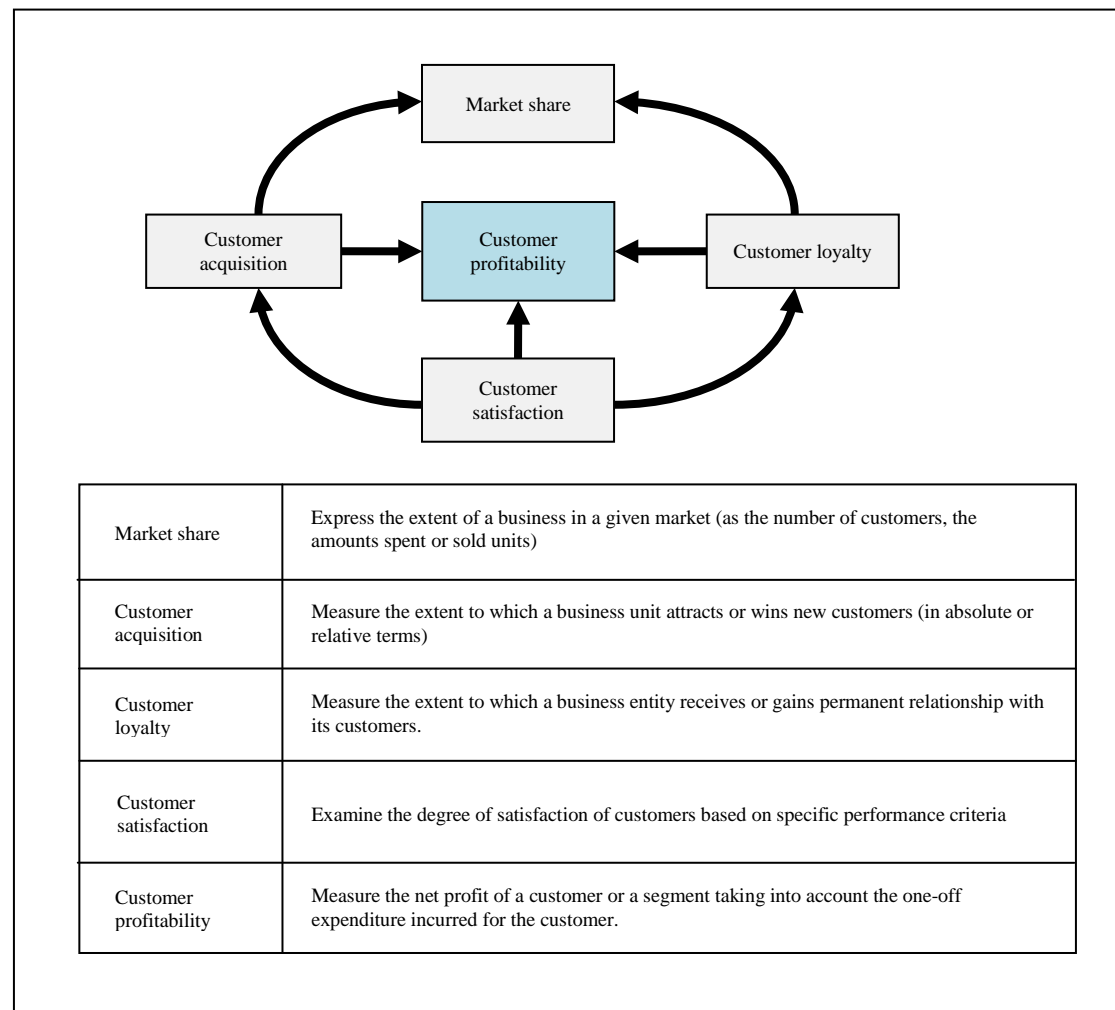 Market share
Customer
acquisition
Customer
profitability
Customer loyalty
Customer
satisfaction
Market share
Express the extent of a business in a given market (as the number of customers, the
amounts spent or sold units)
Customer
acquisition
Measure the extent to which a business unit attracts or wins new customers (in absolute or
relative terms)
Customer
loyalty
Measure the extent to which a business entity receives or gains permanent relationship with
its customers.
Customer
satisfaction
Examine the degree of satisfaction of customers based on specific performance criteria
Customer
profitability
Measure the net profit of a customer or a segment taking into account the one-off
expenditure incurred for the customer.